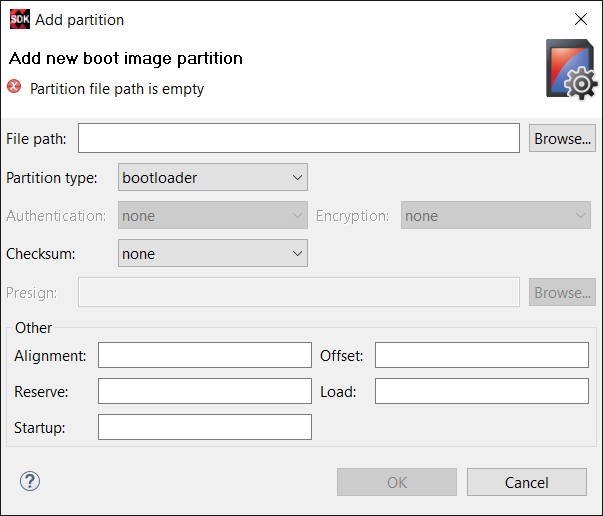 SDK Add partition
Add new boot image partition
Partition file path is empty
File path: Browse...
Partition type: bootloader
Authentication: none Encryption: none
Checksum: none
Presign: Browse...
Other
Alignment: Offset:
Reserve: Load:
Startup:
? OK Cancel